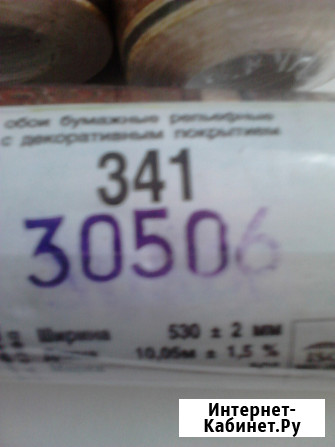 обои бумажные рельефные
с декоративным покрытием
341
30506
Ширина 530 ± 2 мм
10,05м ± 1,5 %
Интернет-
Кабинет.Ру